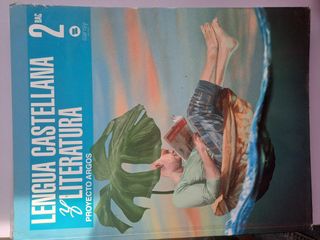 LENGUA CASTELLANA
Y LITERATURA
PROYECTO ARGOS
2 BAC